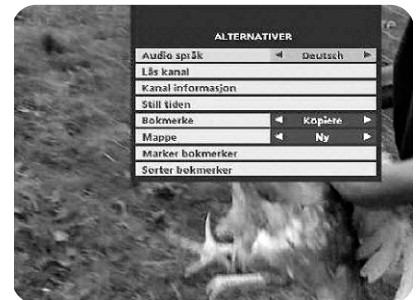 ALTERNATIVER
Audio språk Deutsch
Lås kanal
Kanal informasjon
Still tiden
Bokmerke Kopiere
Mappe Ny
Marker bokmerker
Sorter bokmerker